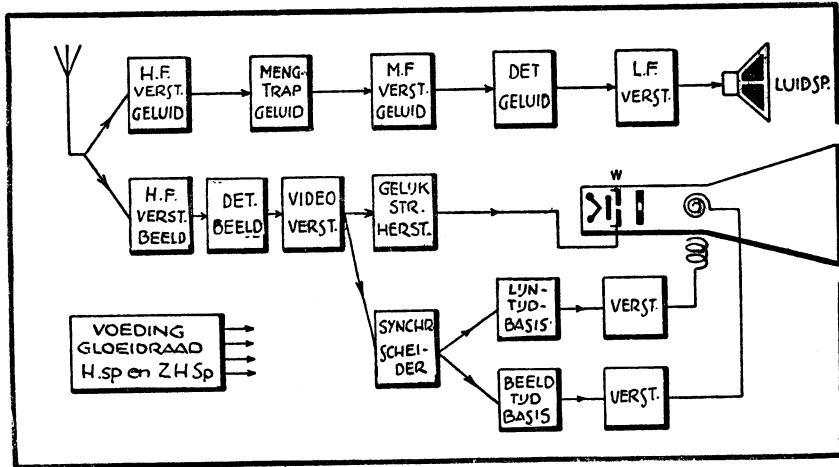 H.F.
VERST.
GELUID
MENG-
TRAP
GELUID
M.F
VERST.
GELUID
DET
GELUID
L.F.
VERST.
LUIDSP.
H.F.
VERST.
BEELD
DET.
BEELD
VIDEO
VERST.
GELIJK
STR.
HERST.
W
SYNCHR
SCHEI-
DER
LIJN-
TIJD-
BASIS.
VERST.
BEELD
TIJD
BASIS
VERST.
VOEDING
GLOEIDRAAD
H.sp en ZHSp